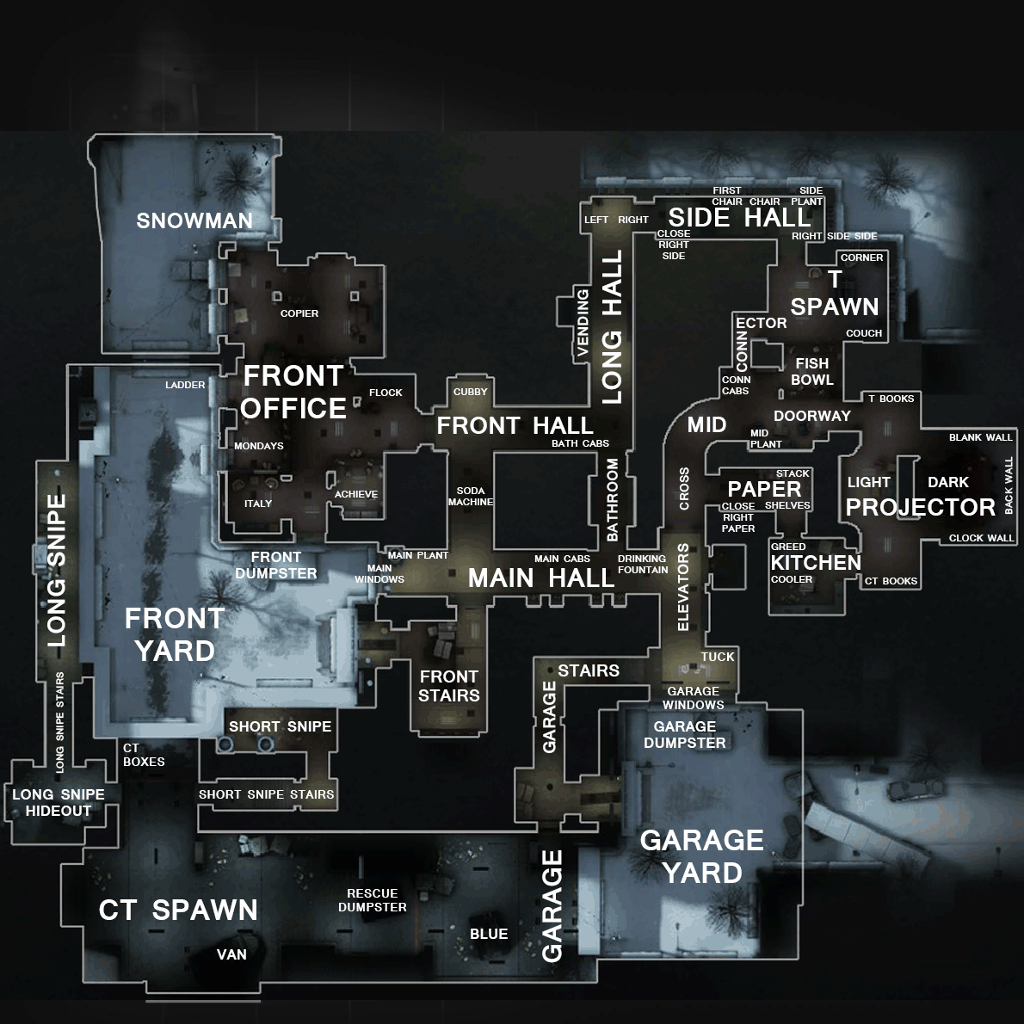 SNOWMAN
FIRST
CHAIR CHAIR
SIDE
PLANT
LEFT RIGHT
SIDE HALL
CLOSE
RIGHT
SIDE
RIGHT SIDE SIDE
CORNER
T
SPAWN
COUCH
VENDING
LONG HALL
COPIER
CONNECTOR
FISH
BOWL
LADDER
FRONT
OFFICE
FLOCK
CUBBY
CONN
CABS
T BOOKS
FRONT HALL
BATH CABS
MID
DOORWAY
MID
PLANT
BLANK WALL
MONDAYS
ITALY
ACHIEVE
SODA
MACHINE
BATHROOM
CROSS
STACK
PAPER
SHELVES
CLOSE
RIGHT
PAPER
LIGHT
DARK
PROJECTOR
BACK WALL
CLOCK WALL
LONG SNIPE
FRONT
DUMPSTER
MAIN PLANT
MAIN
WINDOWS
MAIN CABS
MAIN HALL
DRINKING
FOUNTAIN
ELEVATORS
GREED
KITCHEN
COOLER
CT BOOKS
FRONT
YARD
FRONT
STAIRS
STAIRS
GARAGE
TUCK
GARAGE
WINDOWS
LONG SNIPE STAIRS
SHORT SNIPE
GARAGE
DUMPSTER
CT
BOXES
LONG SNIPE
HIDEOUT
SHORT SNIPE STAIRS
GARAGE
YARD
CT SPAWN
VAN
RESCUE
DUMPSTER
BLUE
GARAGE